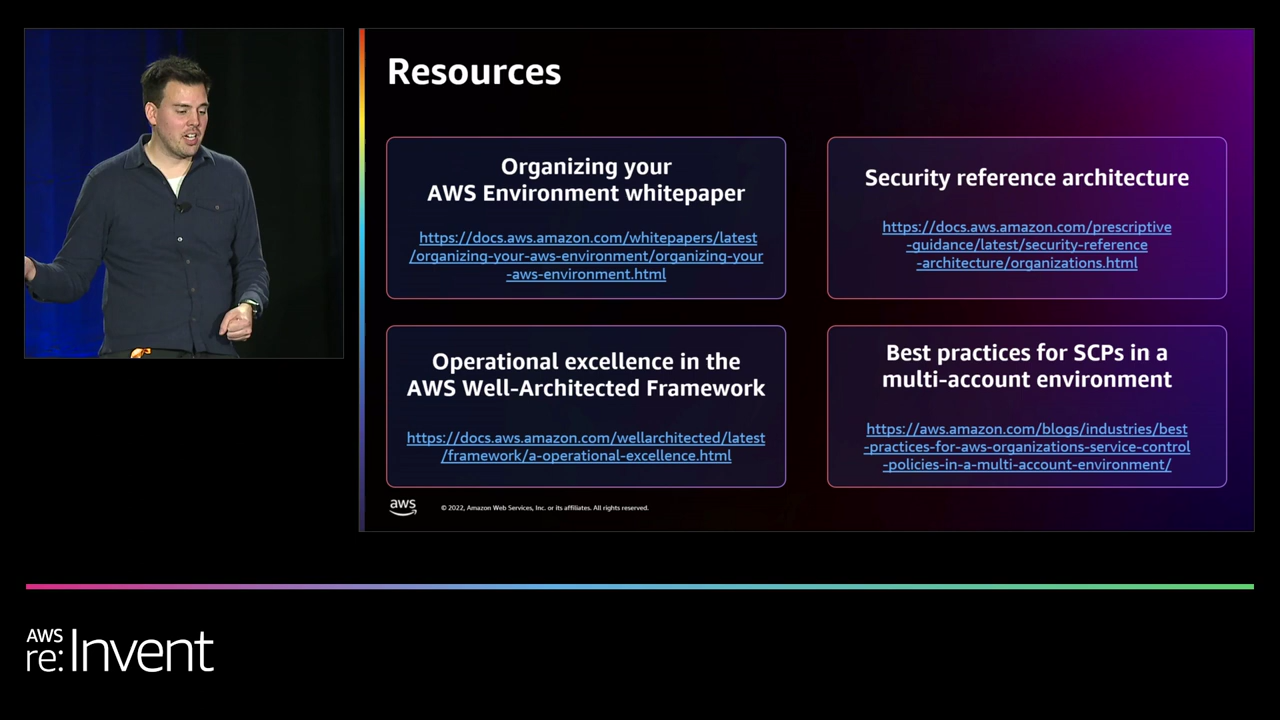 Resources
Organizing your
AWS Environment whitepaper
https://docs.aws.amazon.com/whitepapers/latest
/organizing-your-aws-environment/organizing-your
-aws-environment.html
Security reference architecture
https://docs.aws.amazon.com/prescriptive
-guidance/latest/security-reference
-architecture/organizations.html
Operational excellence in the
AWS Well-Architected Framework
https://docs.aws.amazon.com/wellarchitected/latest
/framework/a-operational-excellence.html
Best practices for SCPs in a
multi-account environment
https://aws.amazon.com/blogs/industries/best
-practices-for-aws-organizations-service-control
-policies-in-a-multi-account-environment/
aws
© 2022, Amazon Web Services, Inc. or its affiliates. All rights reserved.
AWS
re:Invent